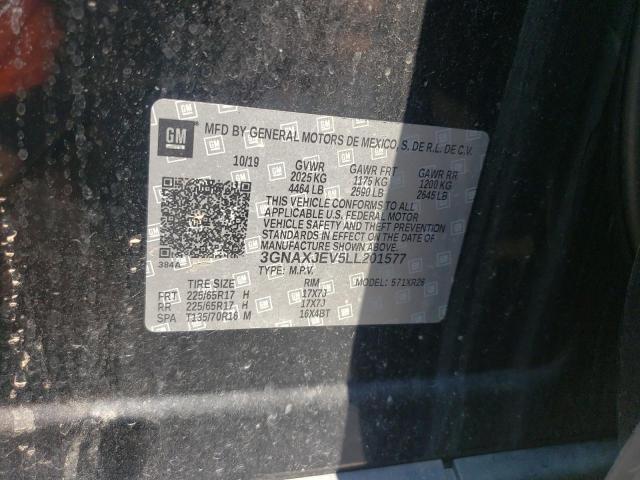 GM MFD BY GENERAL MOTORS DE MEXICO, S. DE R.L. DE C.V.
10/19 GVWR GAWR FRT GAWR RR
2025 KG 1175 KG 1200 KG
4464 LB 2590 LB 2645 LB
THIS VEHICLE CONFORMS TO ALL
APPLICABLE U.S. FEDERAL MOTOR
VEHICLE SAFETY AND THEFT PREVENTION
STANDARDS IN EFFECT ON THE DATE OF
MANUFACTURE SHOWN ABOVE.
384A 3GNAXJEV5LL201577
TYPE: M.P.V. MODEL: 571XR26
TIRE SIZE RIM
FRT 225/65R17 H 17X7J
RR 225/65R17 H 17X7J
SPA T135/70R16 M 16X4BT